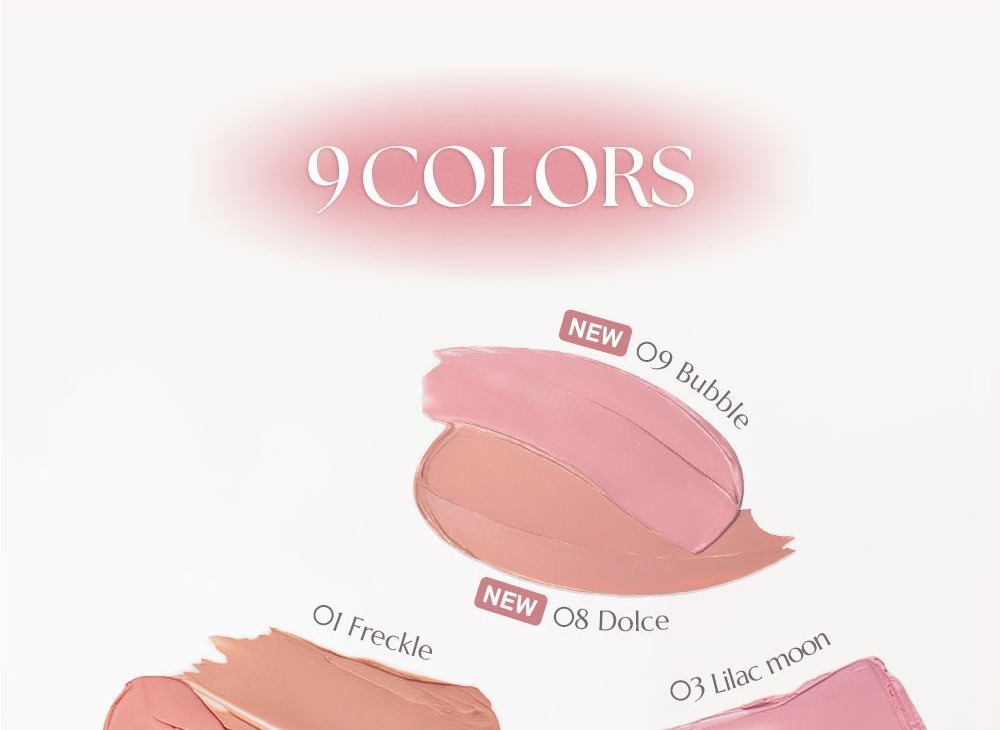 9 COLORS
NEW 09 Bubble
NEW 08 Dolce
01 Freckle
03 Lilac moon